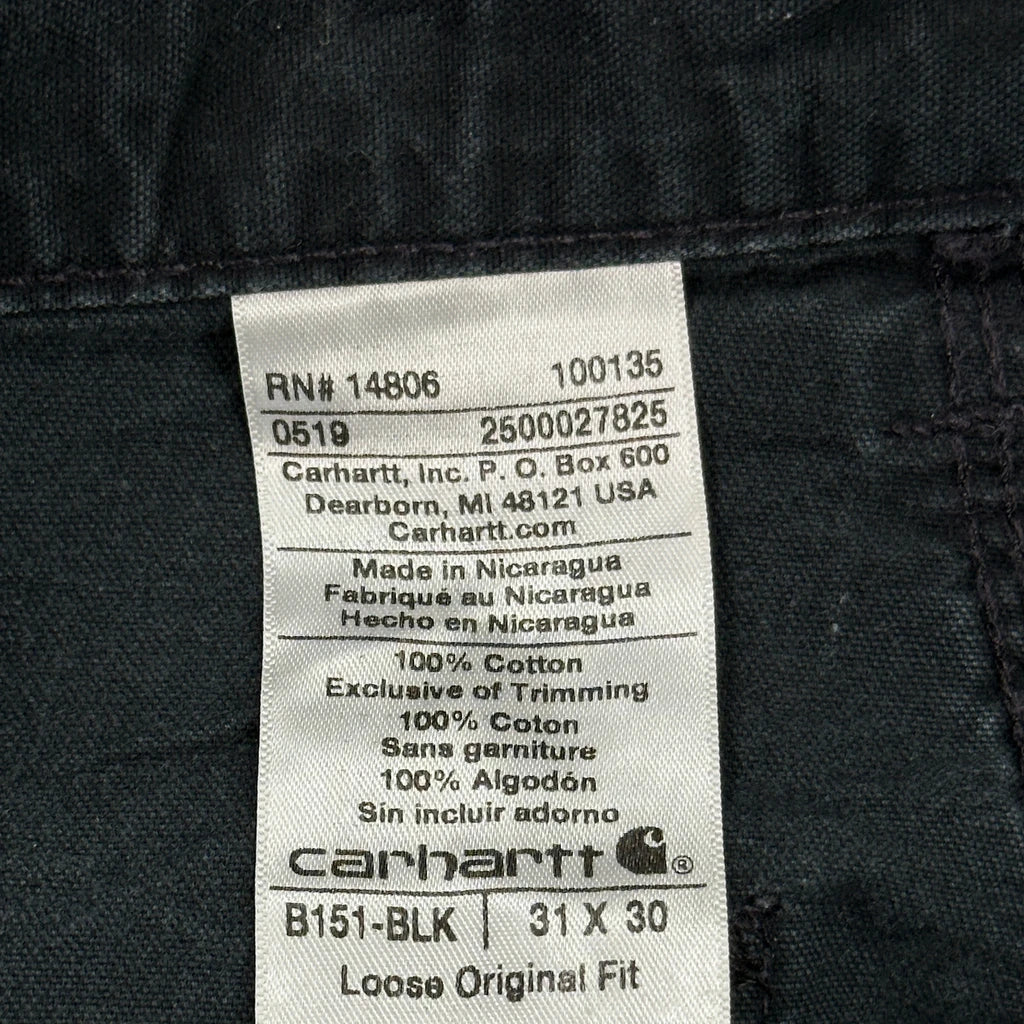 RN# 14806 100135
0519 2500027825
Carhartt, Inc. P. O. Box 600
Dearborn, MI 48121 USA
Carhartt.com
Made in Nicaragua
Fabriqué au Nicaragua
Hecho en Nicaragua
100% Cotton
Exclusive of Trimming
100% Coton
Sans garniture
100% Algodón
Sin incluir adorno
carhartt ®
B151-BLK | 31 X 30
Loose Original Fit